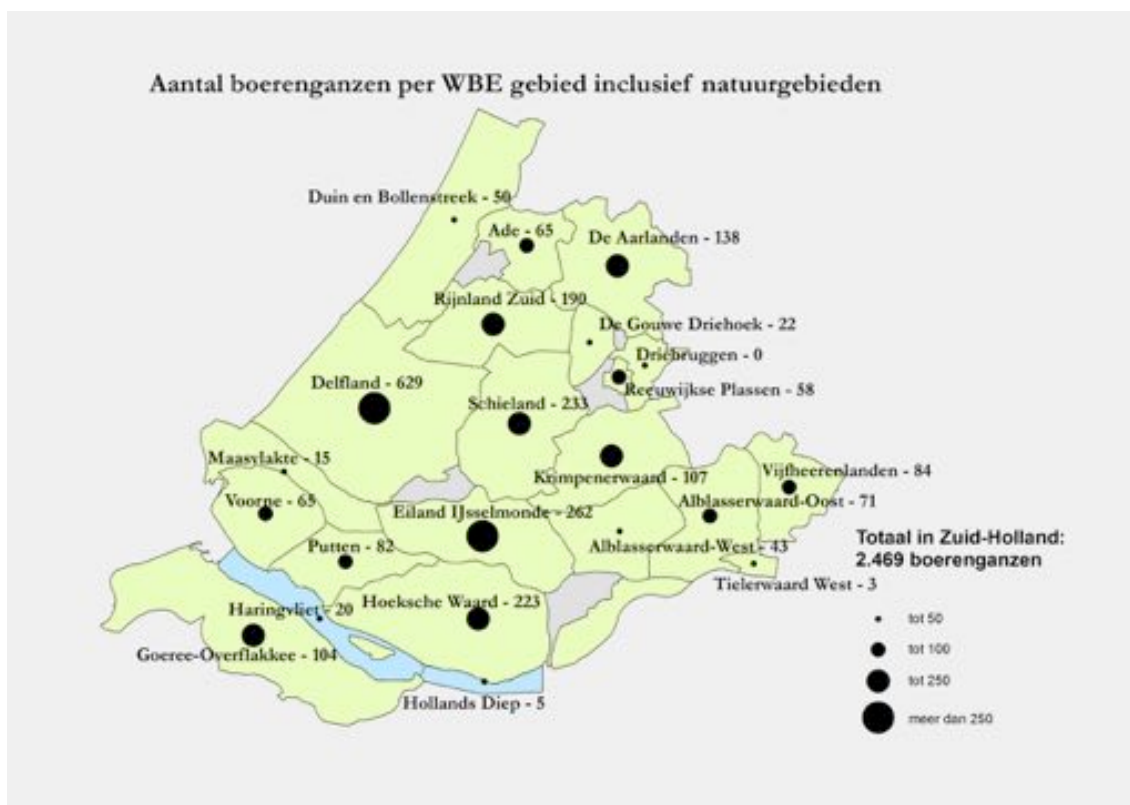 Aantal boerenganzen per WBE gebied inclusief natuurgebieden
Duin en Bollenstreek - 50
Ade - 65
De Aarlanden - 138
Rijnland Zuid - 190
De Gouwe Driehoek - 22
Driebruggen - 0
Delfland - 629
Reeuwijkse Plassen - 58
Schieland - 233
Maasvlakte - 15
Krimpenerwaard - 107
Vijfheerenlanden - 84
Voorne - 65
Alblasserwaard-Oost - 71
Eiland IJsselmonde - 262
Putten - 82
Alblasserwaard-West - 43
Totaal in Zuid-Holland:
2.469 boerenganzen
Tielerwaard West - 3
Haringvliet - 20
Hoeksche Waard - 223
Goeree-Overflakkee - 104
Hollands Diep - 5
tot 50
tot 100
tot 250
meer dan 250